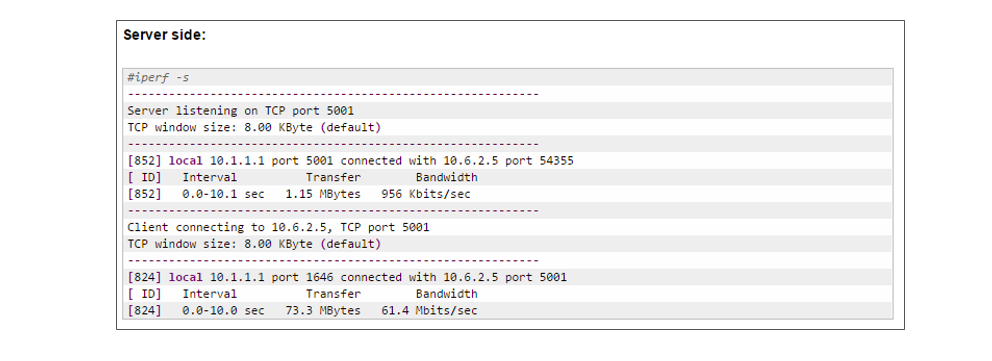 Server side:
#iperf -s
------------------------------------------------------------
Server listening on TCP port 5001
TCP window size: 8.00 KByte (default)
------------------------------------------------------------
[852] local 10.1.1.1 port 5001 connected with 10.6.2.5 port 54355
[ ID]   Interval          Transfer        Bandwidth
[852]   0.0-10.1 sec   1.15 MBytes   956 Kbits/sec
------------------------------------------------------------
Client connecting to 10.6.2.5, TCP port 5001
TCP window size: 8.00 KByte (default)
------------------------------------------------------------
[824] local 10.1.1.1 port 1646 connected with 10.6.2.5 port 5001
[ ID]   Interval          Transfer        Bandwidth
[824]   0.0-10.0 sec   73.3 MBytes   61.4 Mbits/sec